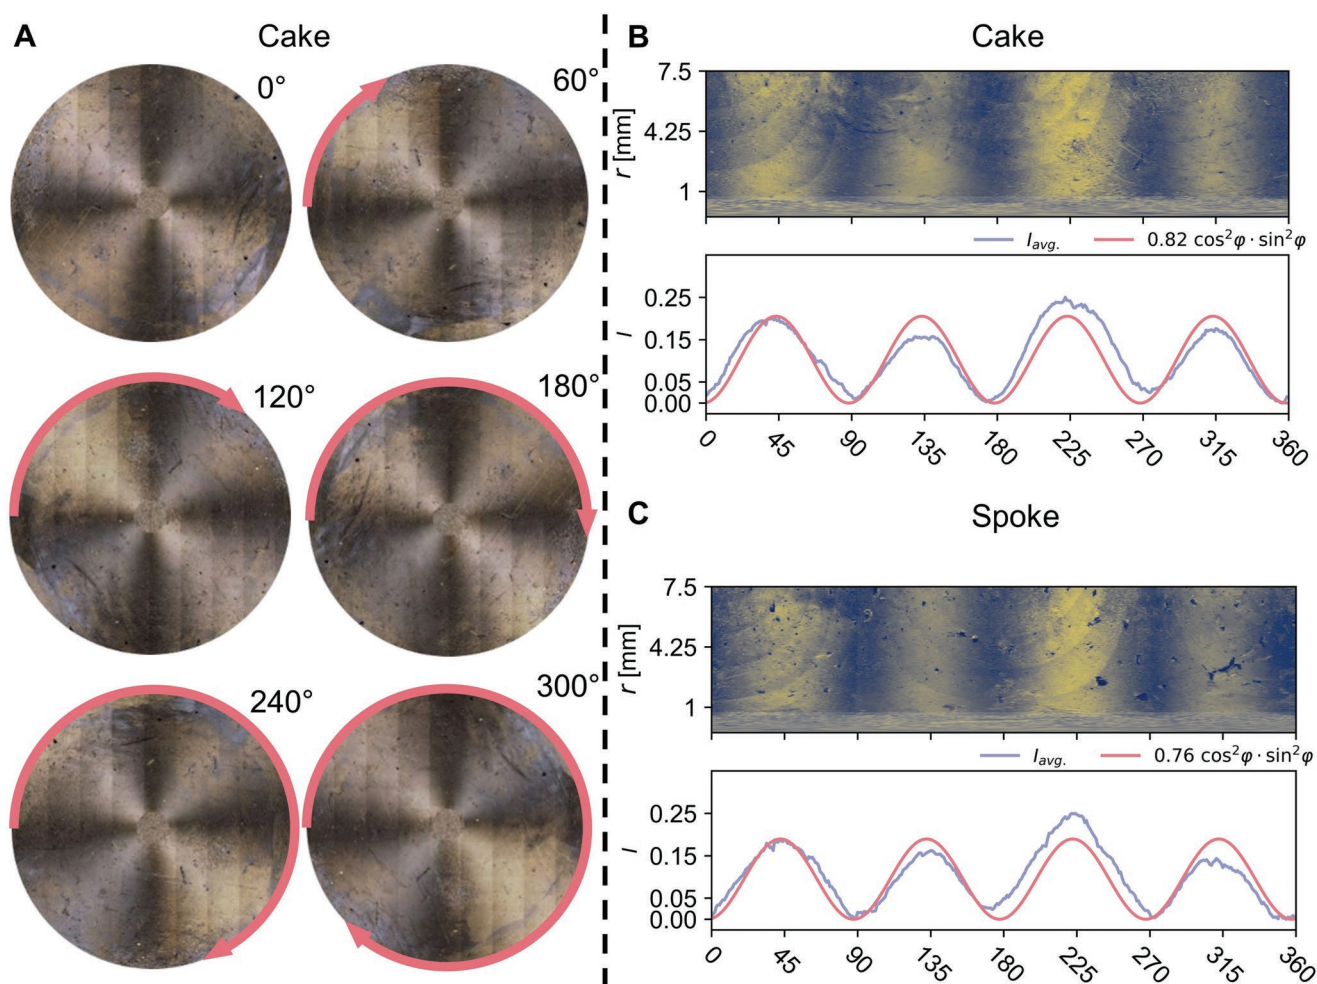 A
Cake
0°
60°
120°
180°
240°
300°
B
Cake
7.5
4.25
1
r [mm]
I_avg.
0.82 cos²φ · sin²φ
0.25
0.15
0.05
0.00
I
0 45 90 135 180 225 270 315 360
C
Spoke
7.5
4.25
1
r [mm]
I_avg.
0.76 cos²φ · sin²φ
0.25
0.15
0.05
0.00
I
0 45 90 135 180 225 270 315 360